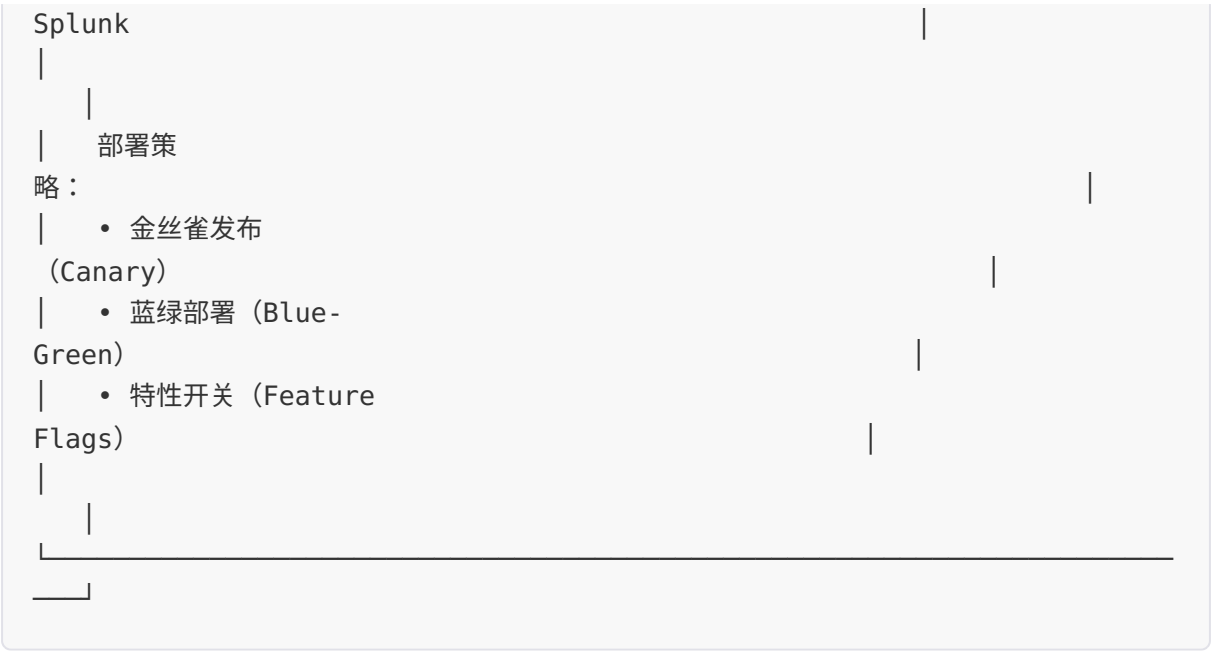 Splunk │
│
│
│ 部署策
略： │
│ • 金丝雀发布
（Canary） │
│ • 蓝绿部署（Blue-
Green） │
│ • 特性开关（Feature
Flags） │
│
│
└──────────────────────────────────────────────────────────────────────
──┘